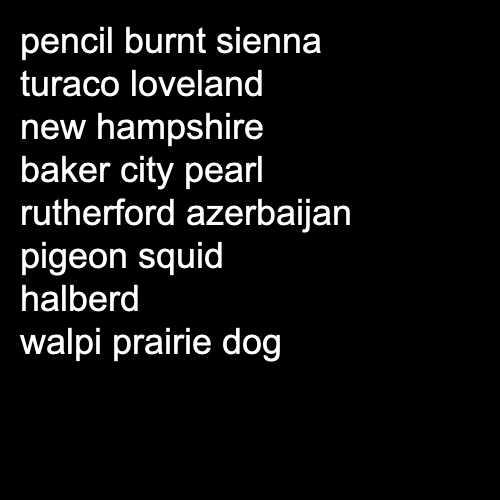 pencil burnt sienna
turaco loveland
new hampshire
baker city pearl
rutherford azerbaijan
pigeon squid
halberd
walpi prairie dog